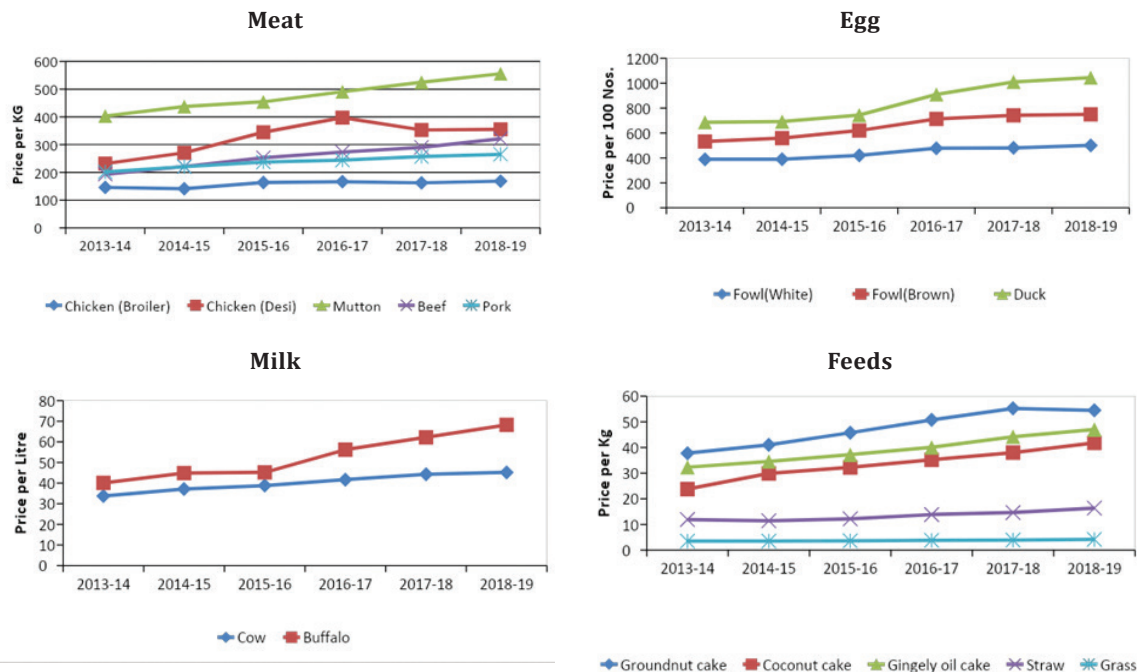 Meat
Price per KG
600
500
400
300
200
100
0
2013-14 2014-15 2015-16 2016-17 2017-18 2018-19
Chicken (Broiler) Chicken (Desi) Mutton Beef Pork
Egg
Price per 100 Nos.
1200
1000
800
600
400
200
0
2013-14 2014-15 2015-16 2016-17 2017-18 2018-19
Fowl(White) Fowl(Brown) Duck
Milk
Price per Litre
80
70
60
50
40
30
20
10
0
2013-14 2014-15 2015-16 2016-17 2017-18 2018-19
Cow Buffalo
Feeds
Price per Kg
60
50
40
30
20
10
0
2013-14 2014-15 2015-16 2016-17 2017-18 2018-19
Groundnut cake Coconut cake Gingely oil cake Straw Grass